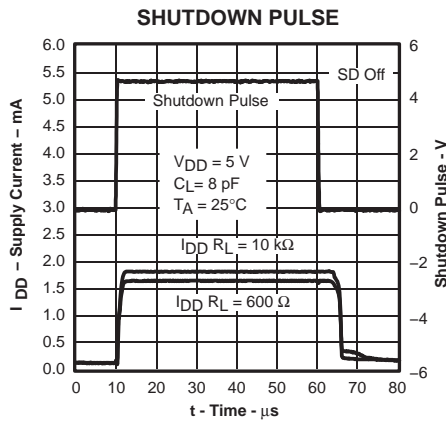 SHUTDOWN PULSE
6.0
5.5
5.0
4.5
4.0
3.5
3.0
2.5
2.0
1.5
1.0
0.5
0.0
I DD – Supply Current – mA
6
4
2
0
−2
−4
−6
Shutdown Pulse - V
SD Off
Shutdown Pulse
VDD = 5 V
CL= 8 pF
TA = 25°C
IDD RL = 10 kΩ
IDD RL = 600 Ω
0 10 20 30 40 50 60 70 80
t - Time - µs